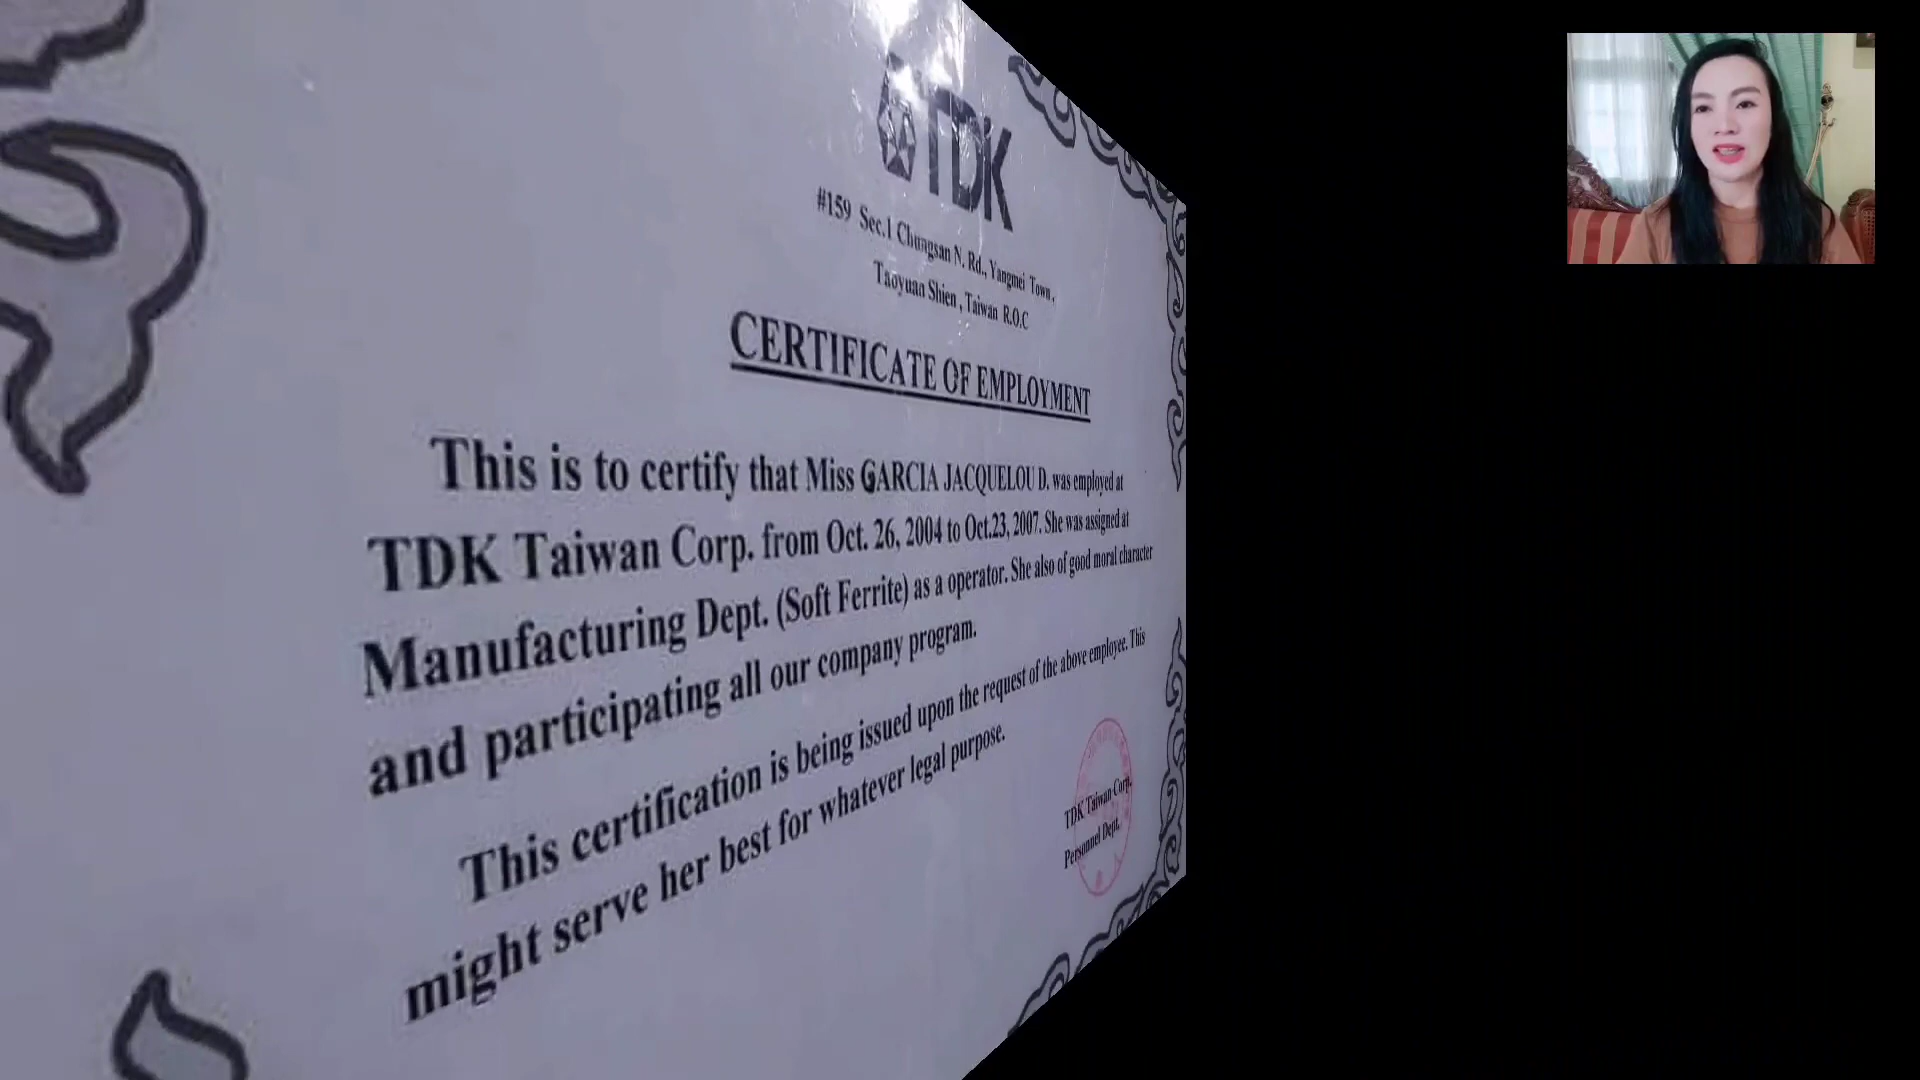 TDK
#159 Sec.1 Chungsan N. Rd., Yangmei Town,
Taoyuan Shien, Taiwan R.O.C
CERTIFICATE OF EMPLOYMENT
This is to certify that Miss GARCIA JACQUELOU D. was employed at
TDK Taiwan Corp. from Oct. 26, 2004 to Oct.23, 2007. She was assigned at
Manufacturing Dept. (Soft Ferrite) as a operator. She also of good moral character
and participating all our company program.
This certification is being issued upon the request of the above employee. This
might serve her best for whatever legal purpose.
TDK Taiwan Corp.
Personnel Dept.